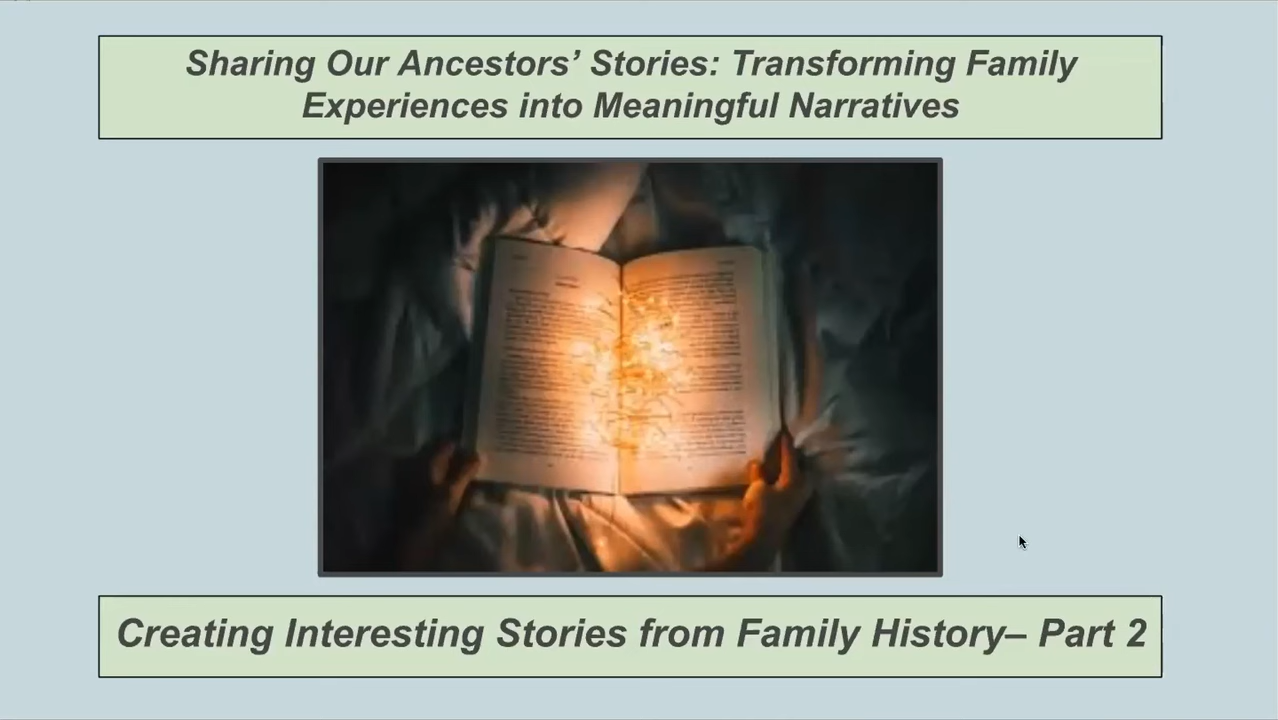 Sharing Our Ancestors’ Stories: Transforming Family
Experiences into Meaningful Narratives
Creating Interesting Stories from Family History– Part 2